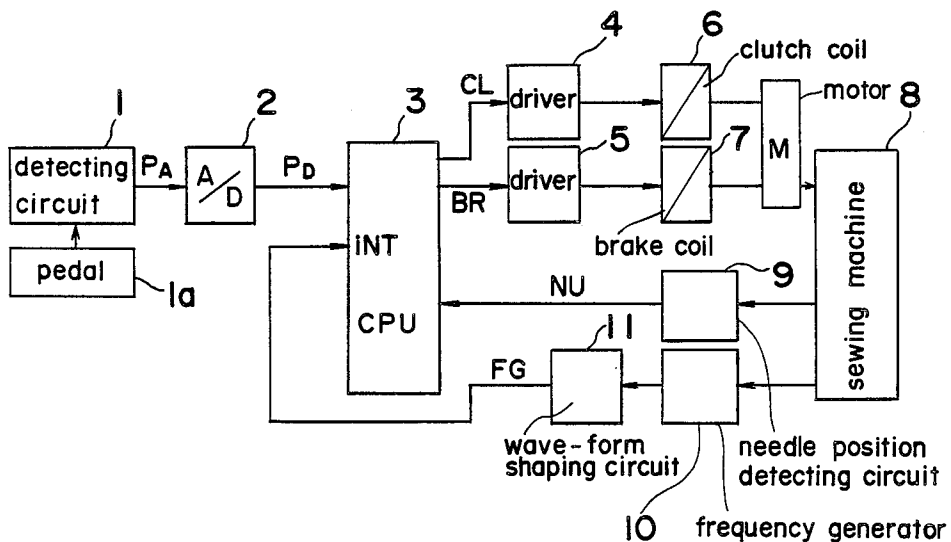 4
6
clutch coil
CL
driver
motor
8
1
2
3
5
7
M
detecting
circuit
PA
A/D
PD
BR
driver
brake coil
pedal
1a
iNT
CPU
NU
9
sewing machine
11
FG
wave-form
shaping circuit
needle position
detecting circuit
10
frequency generator